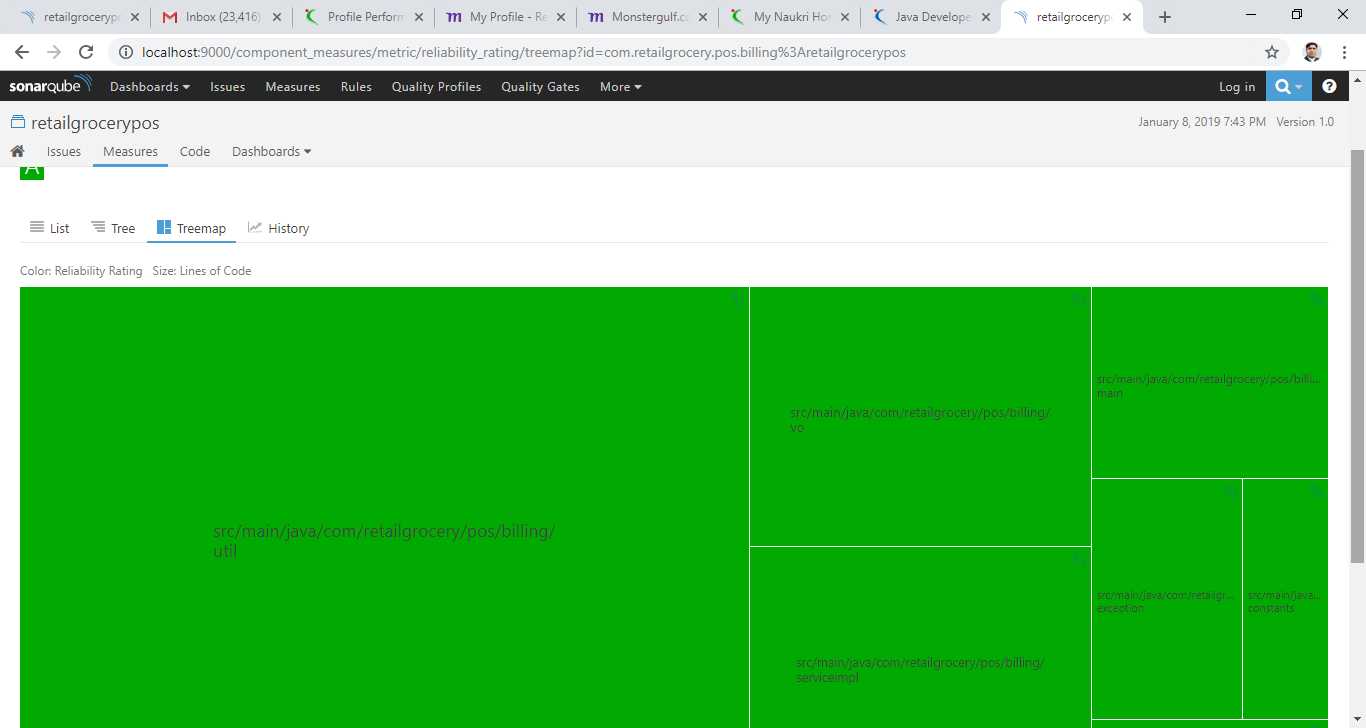 retailgrocerypo
Inbox (23,416)
Profile Perform
My Profile - Re
Monstergulf.co
My Naukri Ho
Java Develope
retailgrocerypo
localhost:9000/component_measures/metric/reliability_rating/treemap?id=com.retailgrocery.pos.billing%3Aretailgrocerypos
sonarqube Dashboards Issues Measures Rules Quality Profiles Quality Gates More Log in ?
retailgrocerypos
January 8, 2019 7:43 PM Version 1.0
Issues Measures Code Dashboards
A
List Tree Treemap History
Color: Reliability Rating Size: Lines of Code
src/main/java/com/retailgrocery/pos/billing/
util
src/main/java/com/retailgrocery/pos/billing/
vo
src/main/java/com/retailgrocery/pos/billing/
serviceimpl
src/main/java/com/retailgrocery/pos/billi...
main
src/main/java/com/retailgr...
exception
src/main/java...
constants